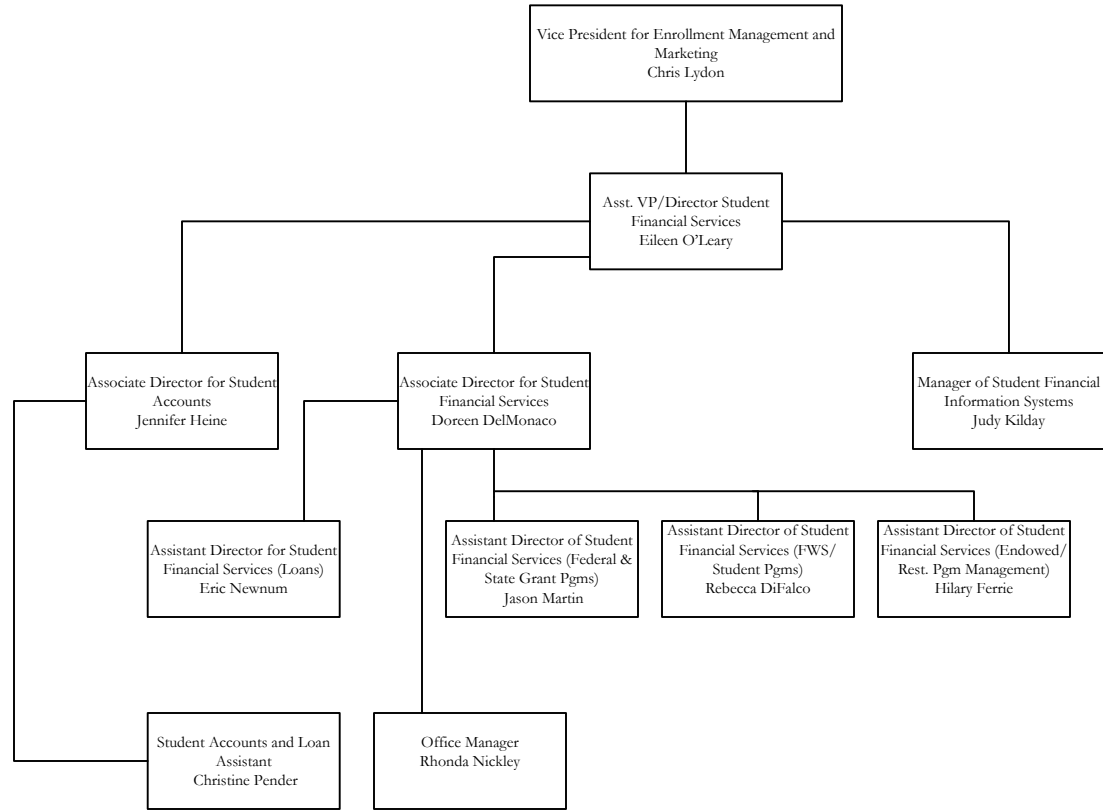 Vice President for Enrollment Management and
Marketing
Chris Lydon
Asst. VP/Director Student
Financial Services
Eileen O’Leary
Associate Director for Student
Accounts
Jennifer Heine
Associate Director for Student
Financial Services
Doreen DelMonaco
Manager of Student Financial
Information Systems
Judy Kilday
Assistant Director for Student
Financial Services (Loans)
Eric Newnum
Assistant Director of Student
Financial Services (Federal &
State Grant Pgms)
Jason Martin
Assistant Director of Student
Financial Services (FWS/
Student Pgms)
Rebecca DiFalco
Assistant Director of Student
Financial Services (Endowed/
Rest. Pgm Management)
Hilary Ferrie
Student Accounts and Loan
Assistant
Christine Pender
Office Manager
Rhonda Nickley